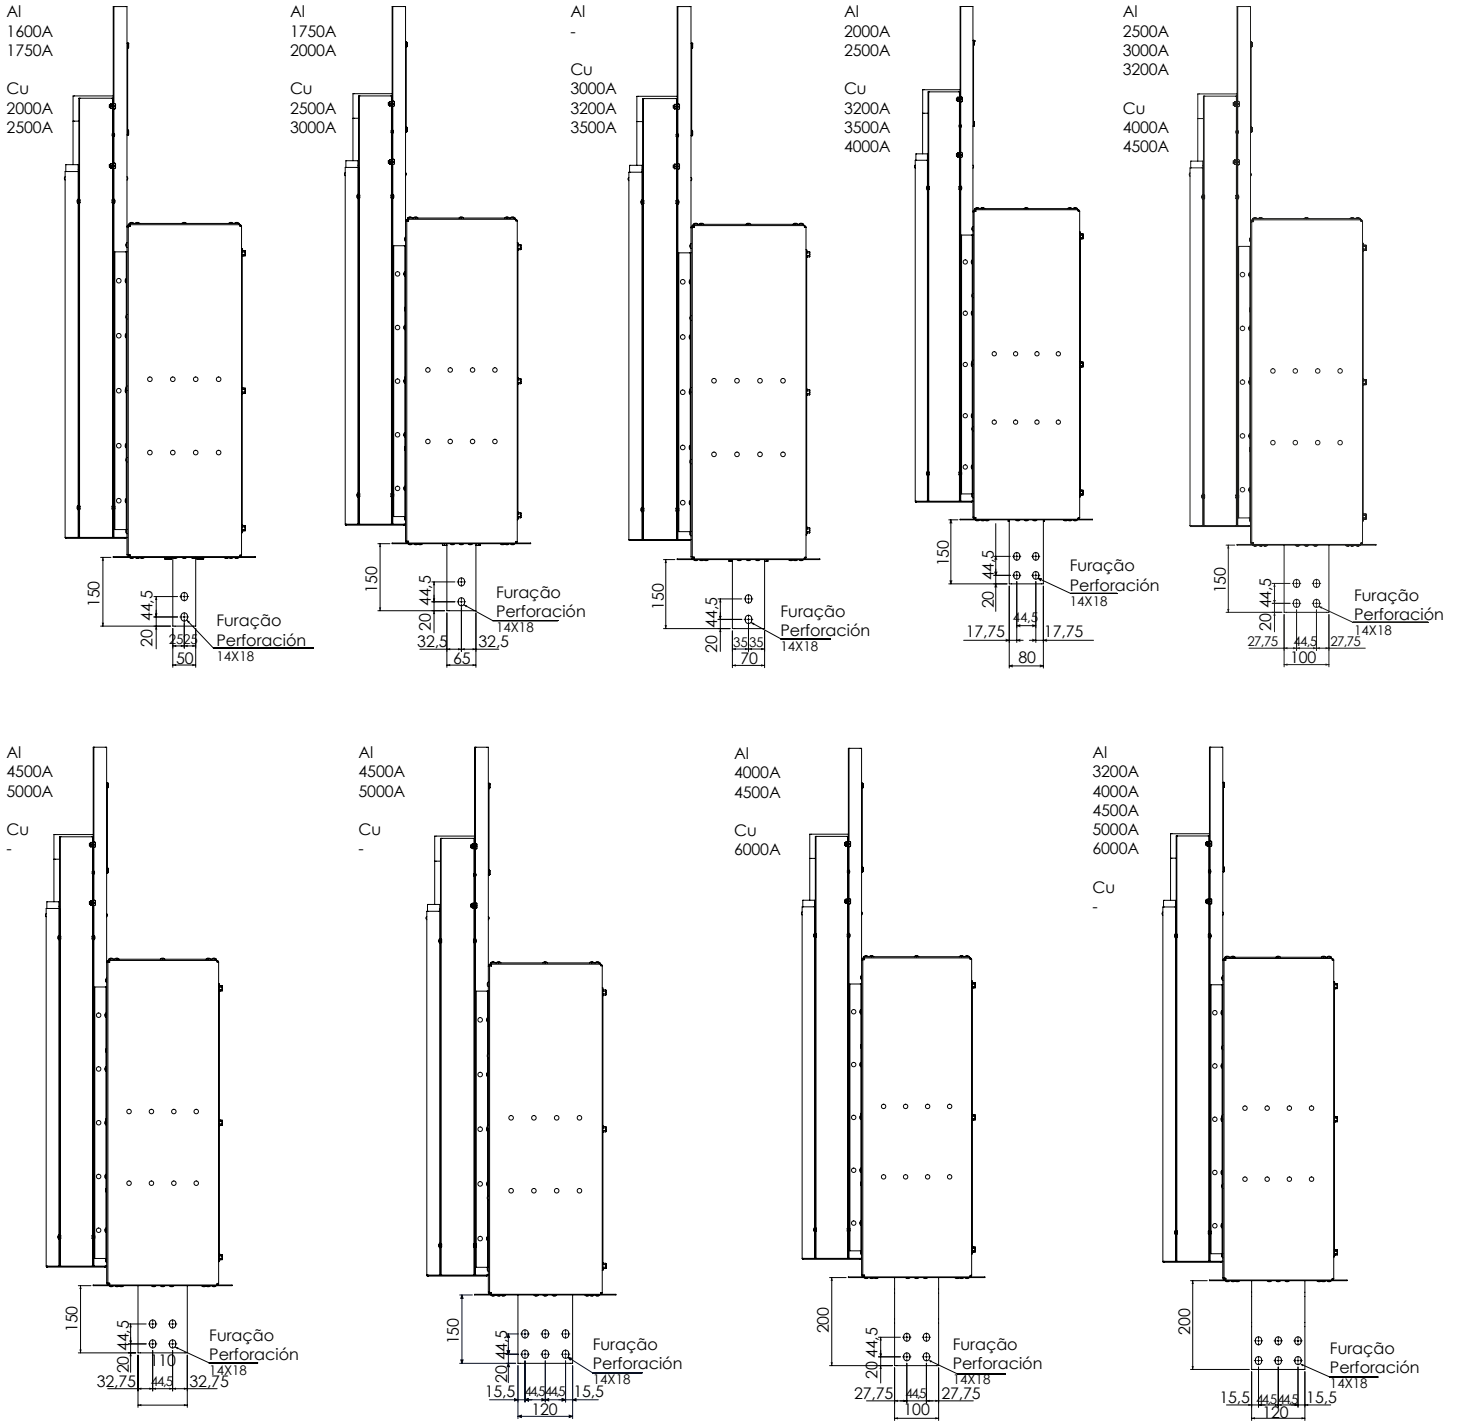 Al
1600A
1750A
Cu
2000A
2500A
150
44,5
20
2525
50
Furação
Perforación
14X18
Al
1750A
2000A
Cu
2500A
3000A
150
44,5
20
32,5
32,5
65
Furação
Perforación
14X18
Al
-
Cu
3000A
3200A
3500A
150
44,5
20
35
35
70
Furação
Perforación
14X18
Al
2000A
2500A
Cu
3200A
3500A
4000A
150
44,5
20
44,5
17,75
17,75
80
Furação
Perforación
14X18
Al
2500A
3000A
3200A
Cu
4000A
4500A
150
44,5
20
27,75
44,5
27,75
100
Furação
Perforación
14X18
Al
4500A
5000A
Cu
-
150
44,5
20
110
32,75
44,5
32,75
Furação
Perforación
14X18
Al
4500A
5000A
Cu
-
150
44,5
20
15,5
44,5
44,5
15,5
120
Furação
Perforación
14X18
Al
4000A
4500A
Cu
6000A
200
44,5
20
27,75
44,5
27,75
100
Furação
Perforación
14X18
Al
3200A
4000A
4500A
5000A
6000A
Cu
-
200
15,5
44,5
44,5
15,5
120
Furação
Perforación
14X18